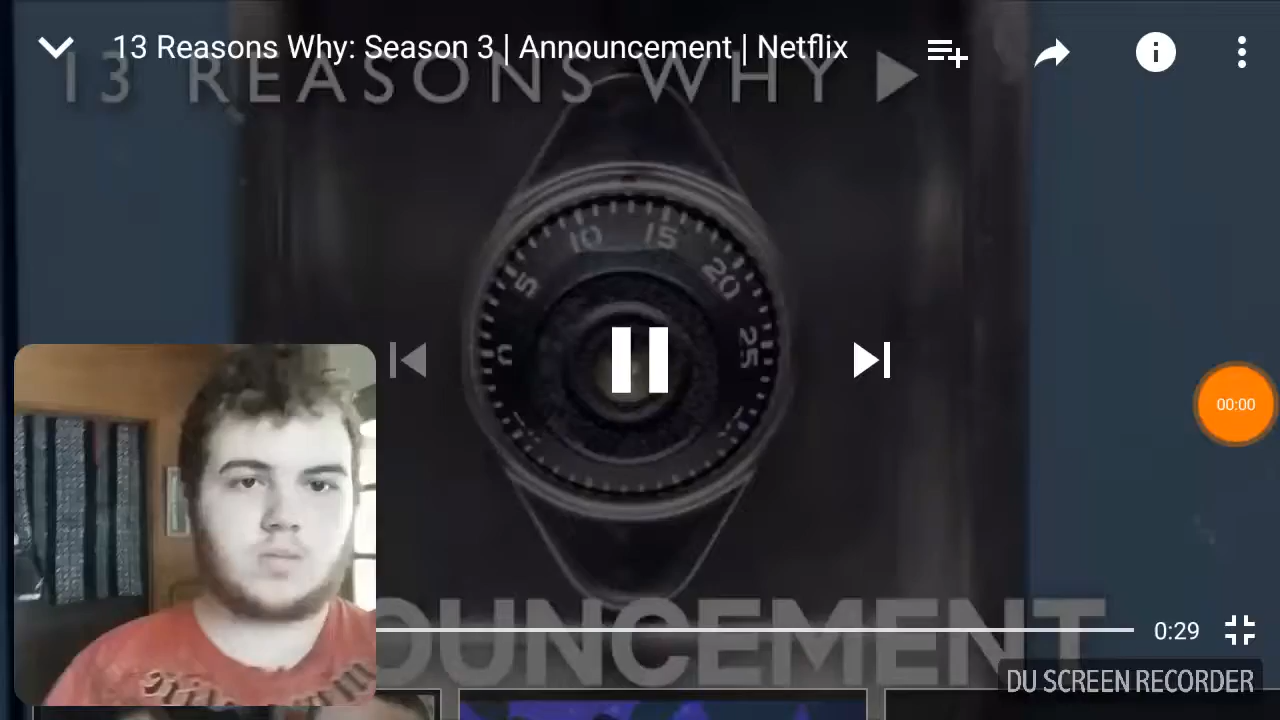 13 Reasons Why: Season 3 | Announcement | Netflix
13 REASONS WHY
0
5
10
15
20
25
00:00
OUNCEMENT
0:29
DU SCREEN RECORDER